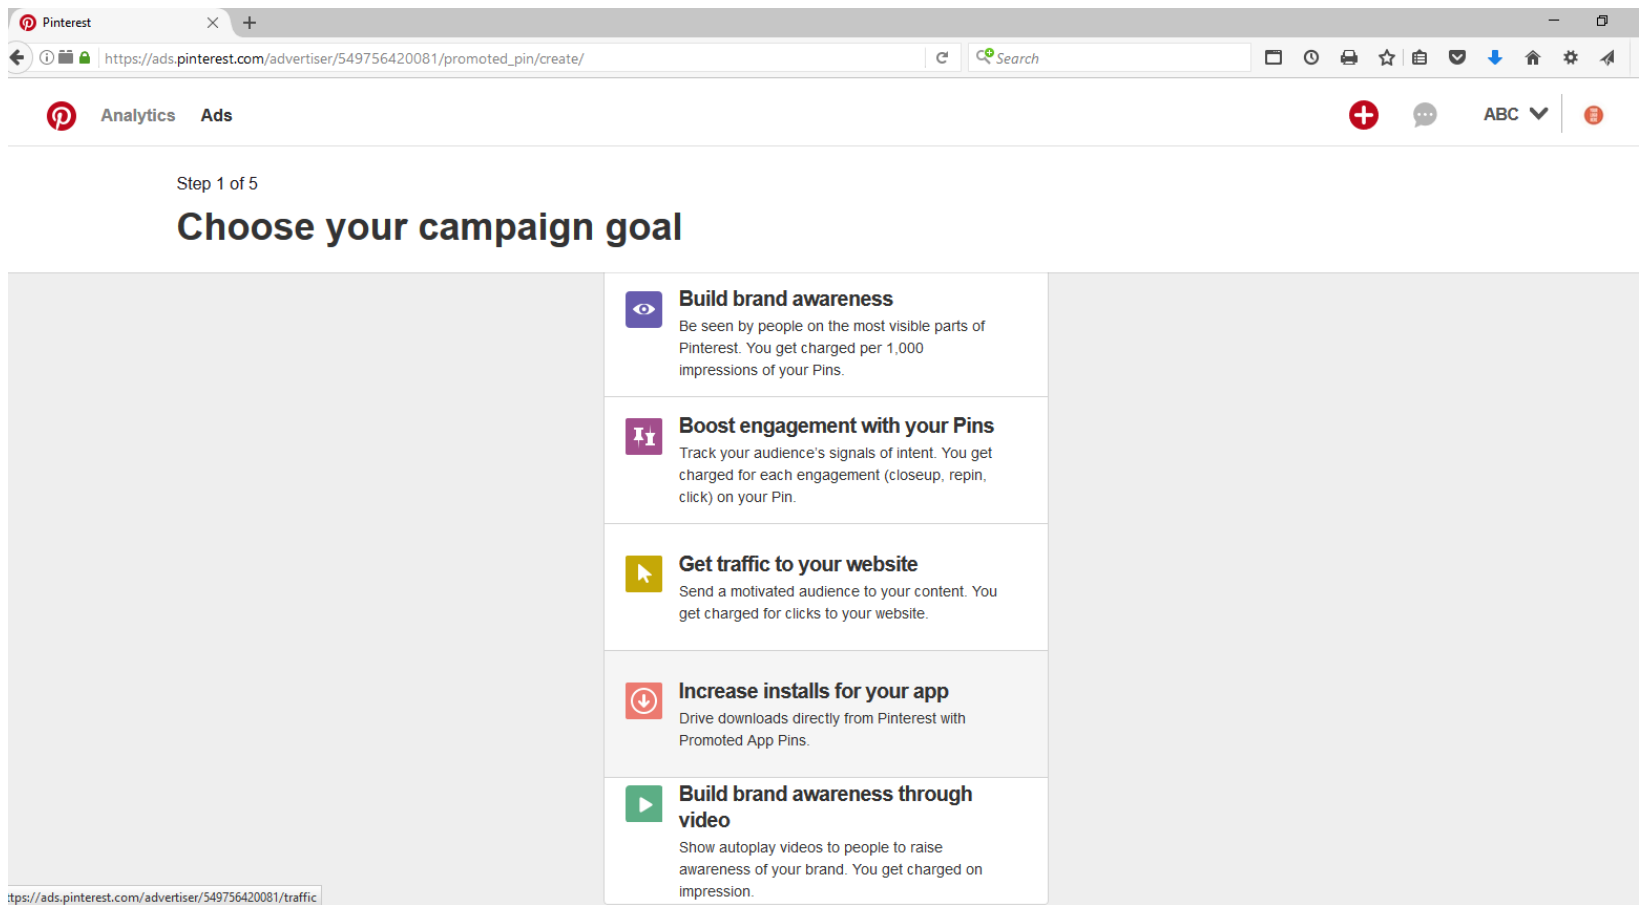 Pinterest
https://ads.pinterest.com/advertiser/549756420081/promoted_pin/create/
Search
Analytics Ads
ABC
Step 1 of 5
Choose your campaign goal
Build brand awareness
Be seen by people on the most visible parts of
Pinterest. You get charged per 1,000
impressions of your Pins.
Boost engagement with your Pins
Track your audience’s signals of intent. You get
charged for each engagement (closeup, repin,
click) on your Pin.
Get traffic to your website
Send a motivated audience to your content. You
get charged for clicks to your website.
Increase installs for your app
Drive downloads directly from Pinterest with
Promoted App Pins.
Build brand awareness through
video
Show autoplay videos to people to raise
awareness of your brand. You get charged on
impression.
ttps://ads.pinterest.com/advertiser/549756420081/traffic